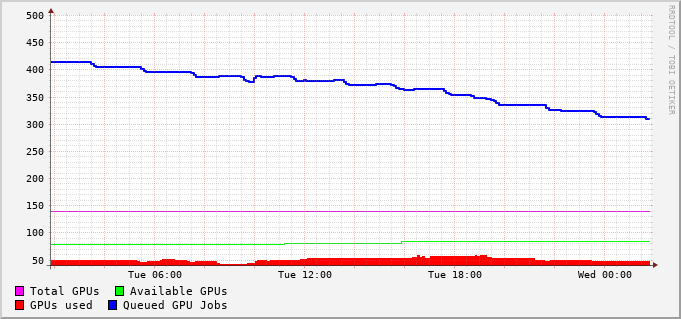 500
450
400
350
300
250
200
150
100
50
Tue 06:00 Tue 12:00 Tue 18:00 Wed 00:00
Total GPUs Available GPUs
GPUs used Queued GPU Jobs
RRDTOOL / TOBI OETIKER